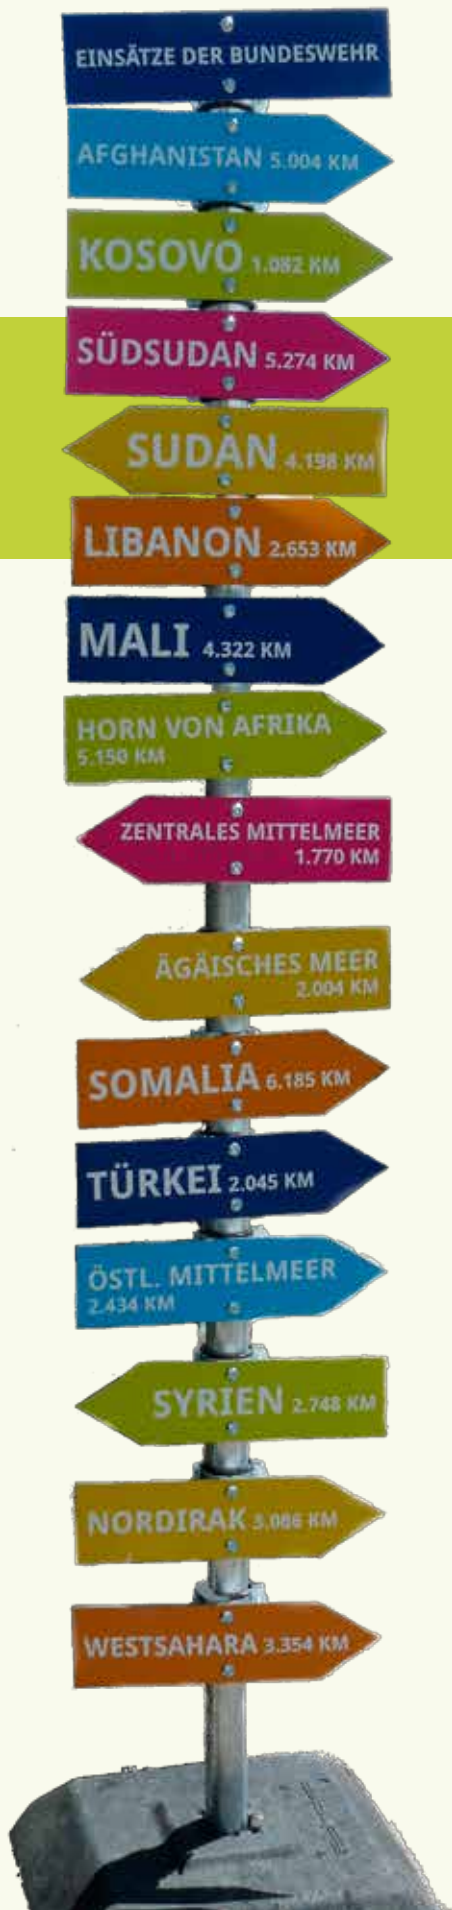 EINSÄTZE DER BUNDESWEHR
AFGHANISTAN 5.004 KM
KOSOVO 1.082 KM
SÜDSUDAN 5.274 KM
SUDAN 4.198 KM
LIBANON 2.653 KM
MALI 4.322 KM
HORN VON AFRIKA
5.150 KM
ZENTRALES MITTELMEER
1.770 KM
ÄGÄISCHES MEER
2.004 KM
SOMALIA 6.185 KM
TÜRKEI 2.045 KM
ÖSTL. MITTELMEER
2.434 KM
SYRIEN 2.748 KM
NORDIRAK 3.086 KM
WESTSAHARA 3.354 KM